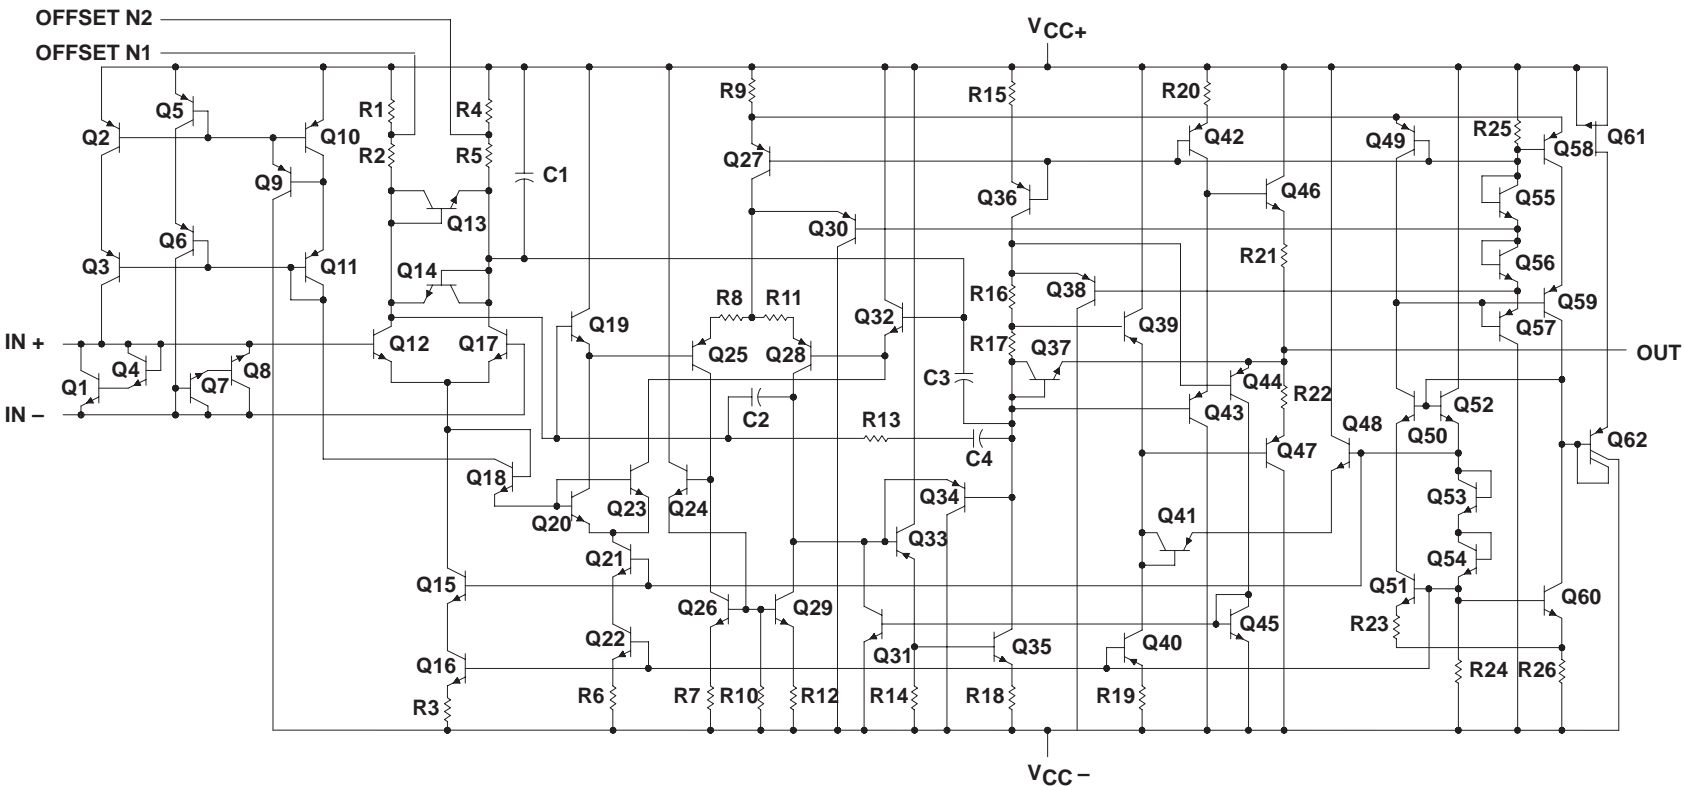 OFFSET N2
OFFSET N1
VCC+
Q5
R1
R4
R9
R15
R20
Q2
Q10
Q42
Q49
R25
Q58
Q61
R2
R5
Q27
C1
Q9
Q46
Q36
Q55
Q13
Q30
Q6
Q3
Q11
Q14
R21
Q56
R16
Q38
R8
R11
Q59
Q19
Q32
Q39
Q57
IN +
Q12
Q17
R17
Q37
OUT
Q25
Q28
Q1
Q4
Q7
Q8
C3
Q44
R22
IN –
C2
R13
Q43
Q52
Q48
Q50
Q62
C4
Q47
Q18
Q34
Q53
Q20
Q23
Q24
Q41
Q33
Q21
Q54
Q15
Q51
Q26
Q29
Q60
R23
Q45
Q22
Q31
Q35
Q40
Q16
R24
R26
R3
R6
R7
R10
R12
R14
R18
R19
VCC –